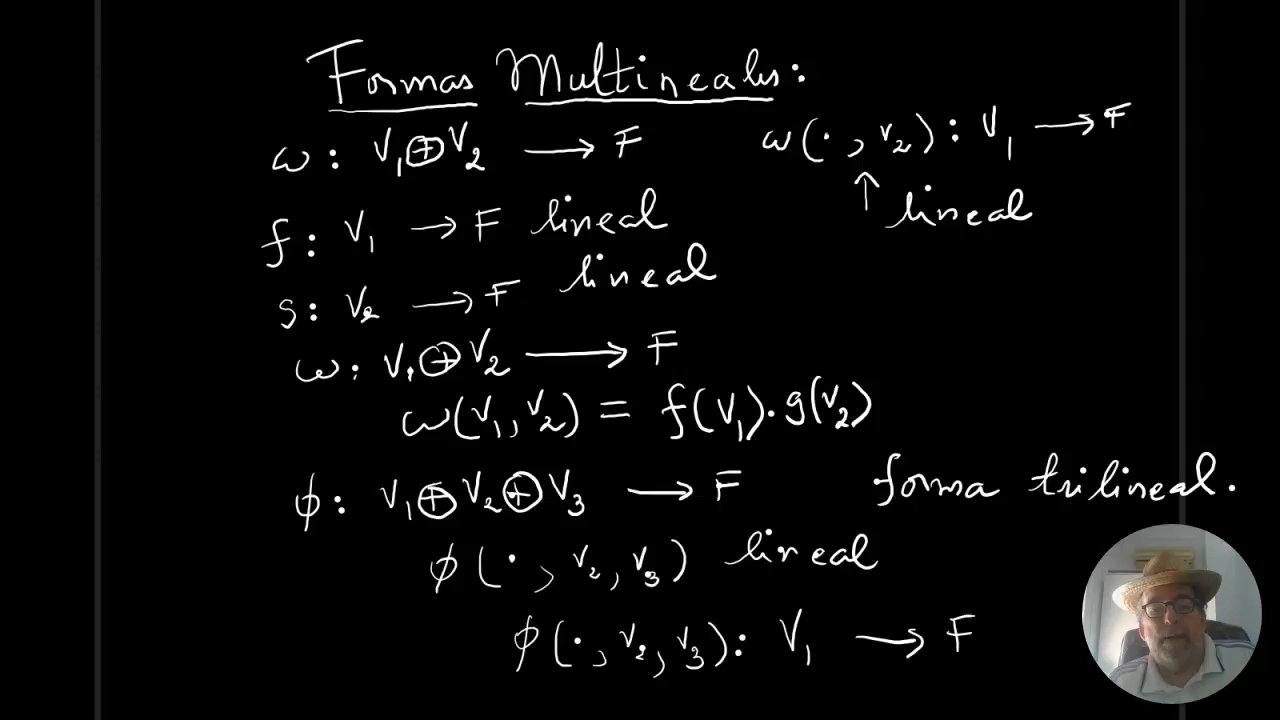 Formas Multineales:
ω: V₁⊕V₂ → F
ω(·, v₂): V₁ → F
↑ lineal
f: V₁ → F lineal
s: V₂ → F lineal
ω: V₁⊕V₂ → F
ω(v₁, v₂) = f(v₁)·g(v₂)
φ: V₁⊕V₂⊕V₃ → F forma trilineal.
φ(·, v₂, v₃) lineal
φ(·, v₂, v₃): V₁ → F